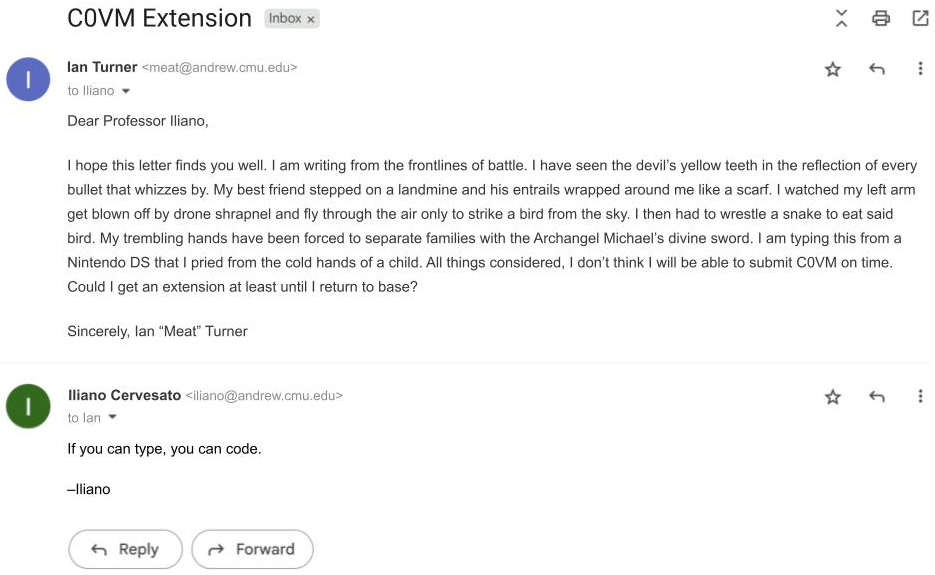 C0VM Extension Inbox x
I
Ian Turner <meat@andrew.cmu.edu>
to Iliano
Dear Professor Iliano,
I hope this letter finds you well. I am writing from the frontlines of battle. I have seen the devil's yellow teeth in the reflection of every
bullet that whizzes by. My best friend stepped on a landmine and his entrails wrapped around me like a scarf. I watched my left arm
get blown off by drone shrapnel and fly through the air only to strike a bird from the sky. I then had to wrestle a snake to eat said
bird. My trembling hands have been forced to separate families with the Archangel Michael's divine sword. I am typing this from a
Nintendo DS that I pried from the cold hands of a child. All things considered, I don't think I will be able to submit C0VM on time.
Could I get an extension at least until I return to base?
Sincerely, Ian “Meat” Turner
I
Iliano Cervesato <iliano@andrew.cmu.edu>
to Ian
If you can type, you can code.
–Iliano
Reply Forward